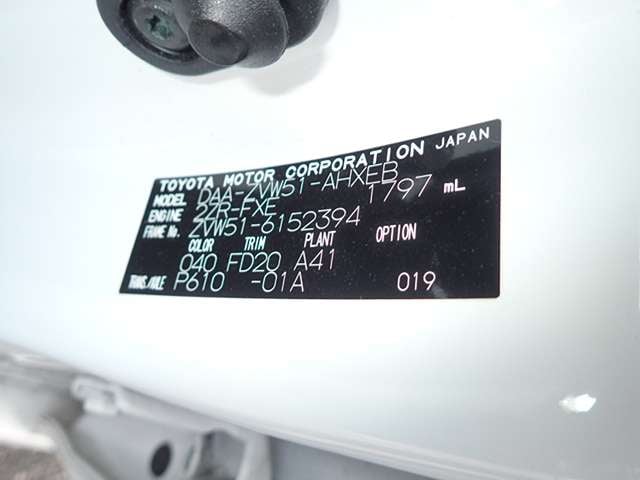 TOYOTA MOTOR CORPORATION JAPAN
MODEL DAA-ZVW51-AHXEB
ENGINE 2ZR-FXE 1797 mL
FRAME No. ZVW51-6152394
COLOR TRIM PLANT OPTION
040 FD20 A41
TRANS./AXLE P610 -01A 019